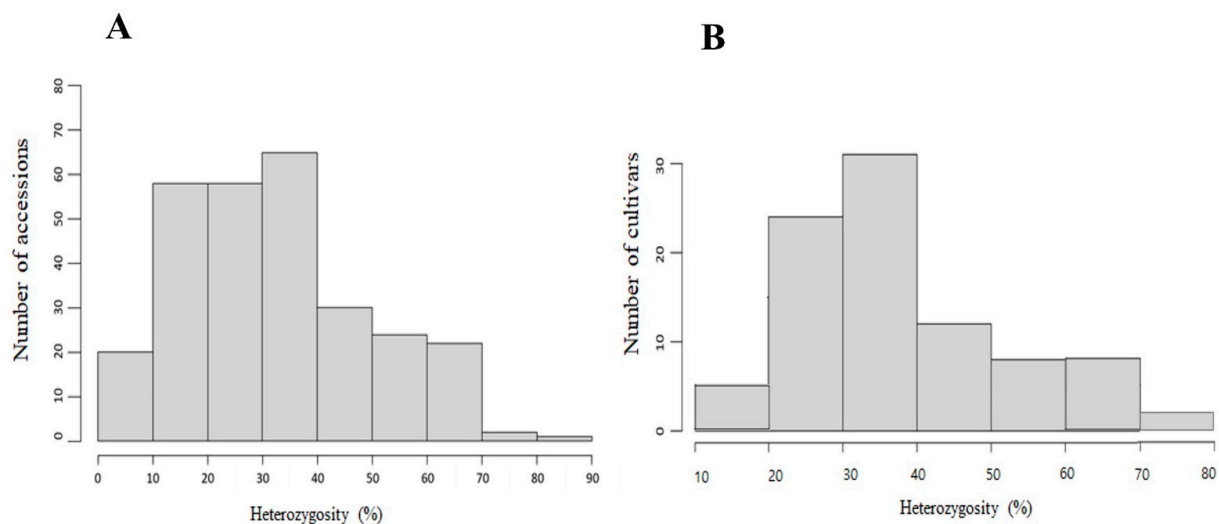 A
B
Number of accessions
80
70
60
50
40
30
20
10
0
0 10 20 30 40 50 60 70 80 90
Heterozygosity (%)
Number of cultivars
30
20
10
0
10 20 30 40 50 60 70 80
Heterozygosity (%)